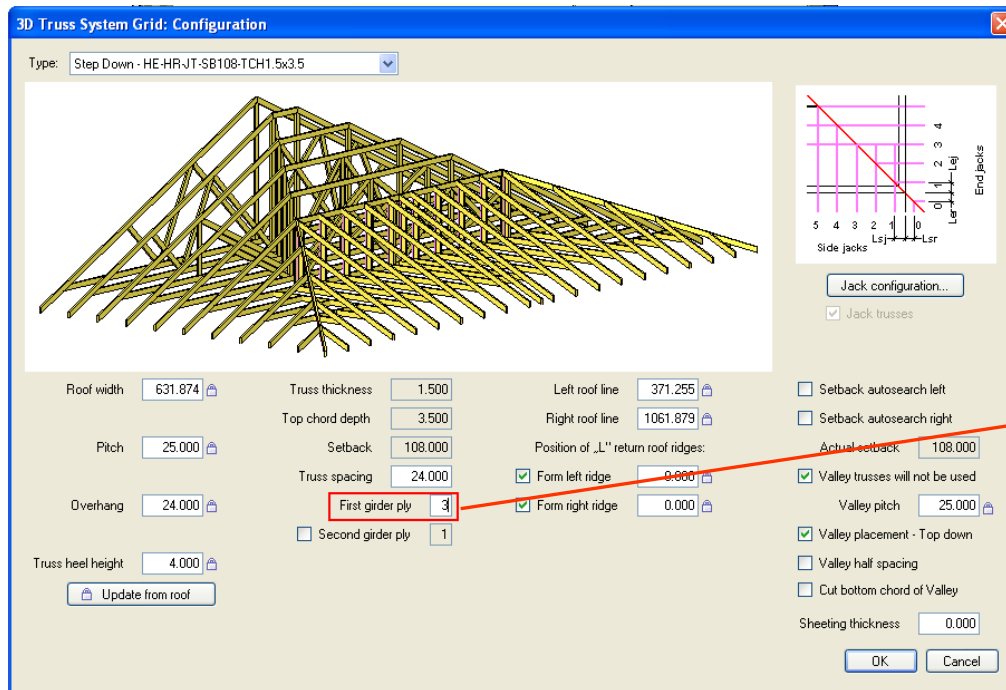 3D Truss System Grid: Configuration
Type: Step Down - HE-HR-JT-SB108-TCH1.5x3.5
4
3
2
1
0
Lej
Ler
End jacks
5 4 3 2 1 0
Lsj Lsr
Side jacks
Jack configuration...
Jack trusses
Roof width 631.874
Pitch 25.000
Overhang 24.000
Truss heel height 4.000
Update from roof
Truss thickness 1.500
Top chord depth 3.500
Setback 108.000
Truss spacing 24.000
First girder ply 3
Second girder ply 1
Left roof line 371.255
Right roof line 1061.879
Position of „L" return roof ridges:
Form left ridge 0.000
Form right ridge 0.000
Setback autosearch left
Setback autosearch right
Actual setback 108.000
Valley trusses will not be used
Valley pitch 25.000
Valley placement - Top down
Valley half spacing
Cut bottom chord of Valley
Sheeting thickness 0.000
OK Cancel